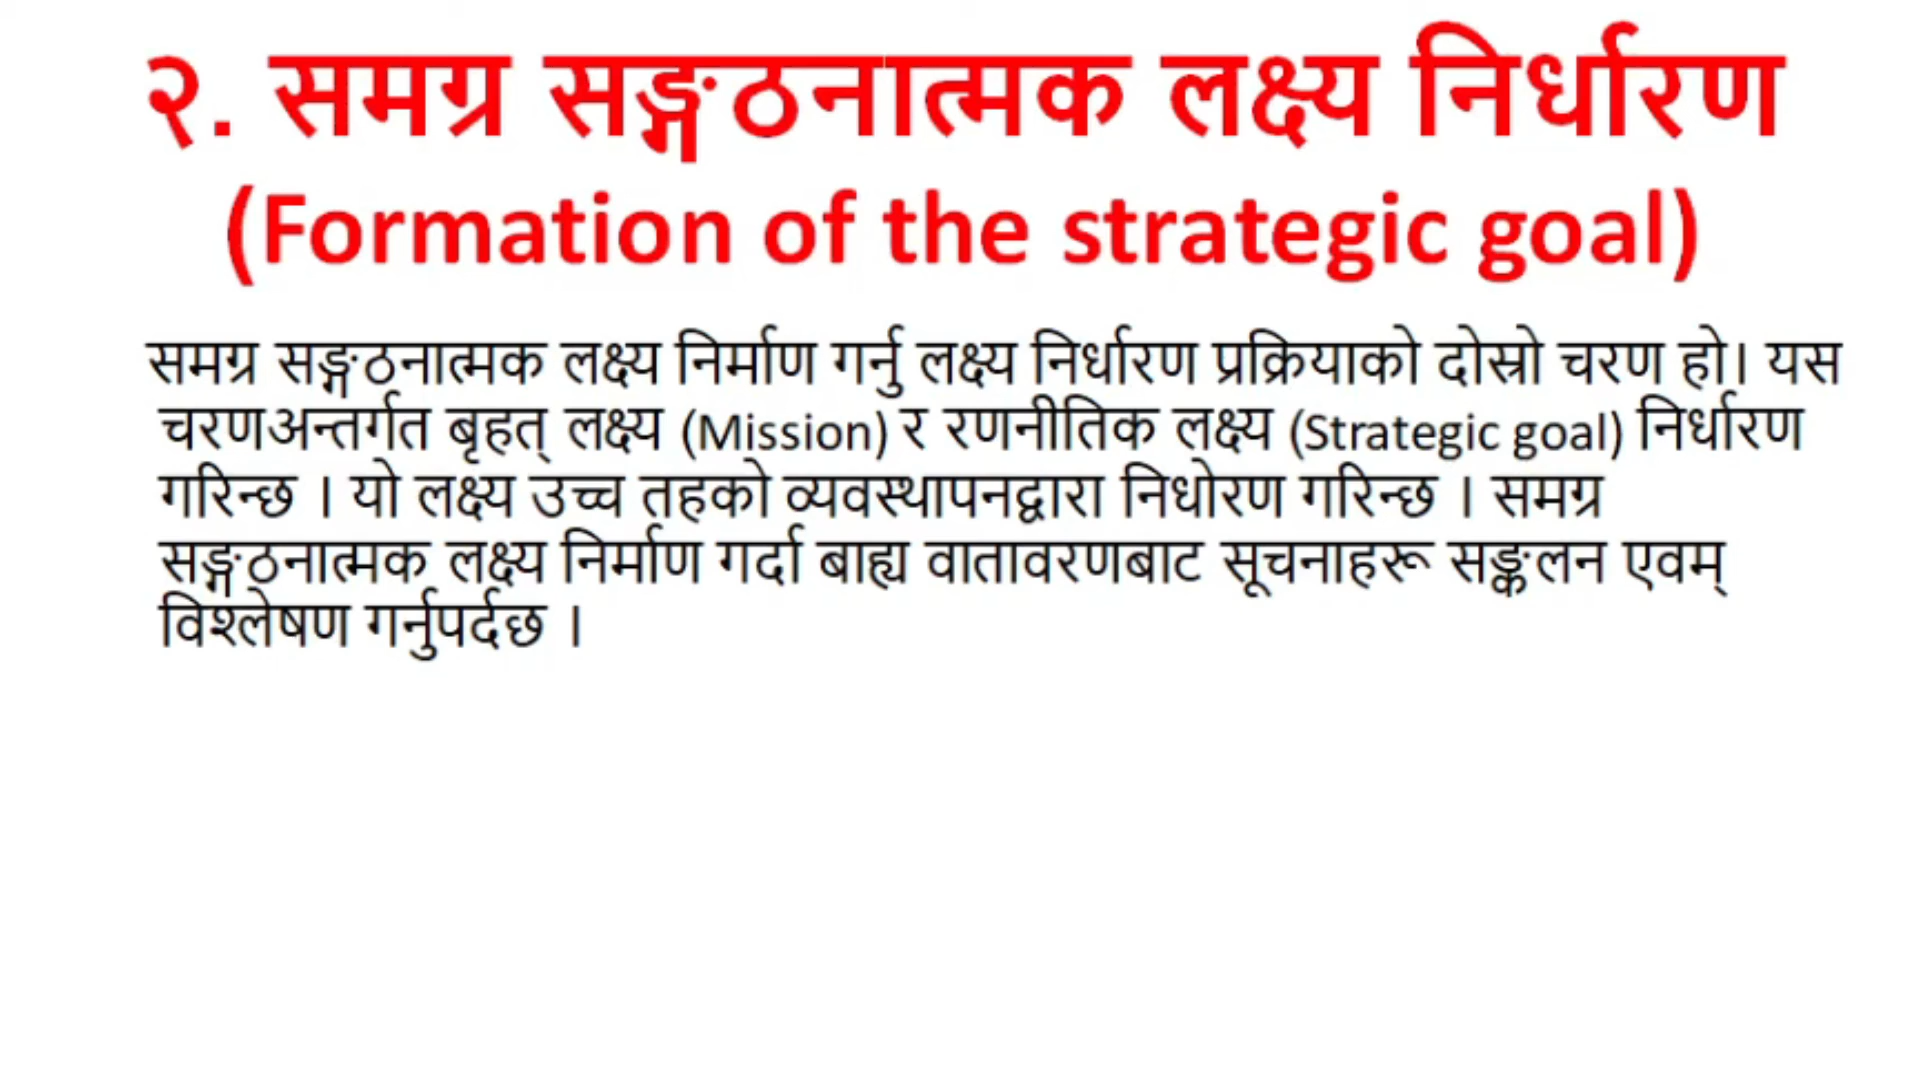 २. समग्र सङ्गठनात्मक लक्ष्य निर्धारण
(Formation of the strategic goal)
समग्र सङ्गठनात्मक लक्ष्य निर्माण गर्नु लक्ष्य निर्धारण प्रक्रियाको दोस्रो चरण हो। यस
चरणअन्तर्गत बृहत् लक्ष्य (Mission) र रणनीतिक लक्ष्य (Strategic goal) निर्धारण
गरिन्छ । यो लक्ष्य उच्च तहको व्यवस्थापनद्वारा निधोरण गरिन्छ । समग्र
सङ्गठनात्मक लक्ष्य निर्माण गर्दा बाह्य वातावरणबाट सूचनाहरू सङ्कलन एवम्
विश्लेषण गर्नुपर्दछ ।